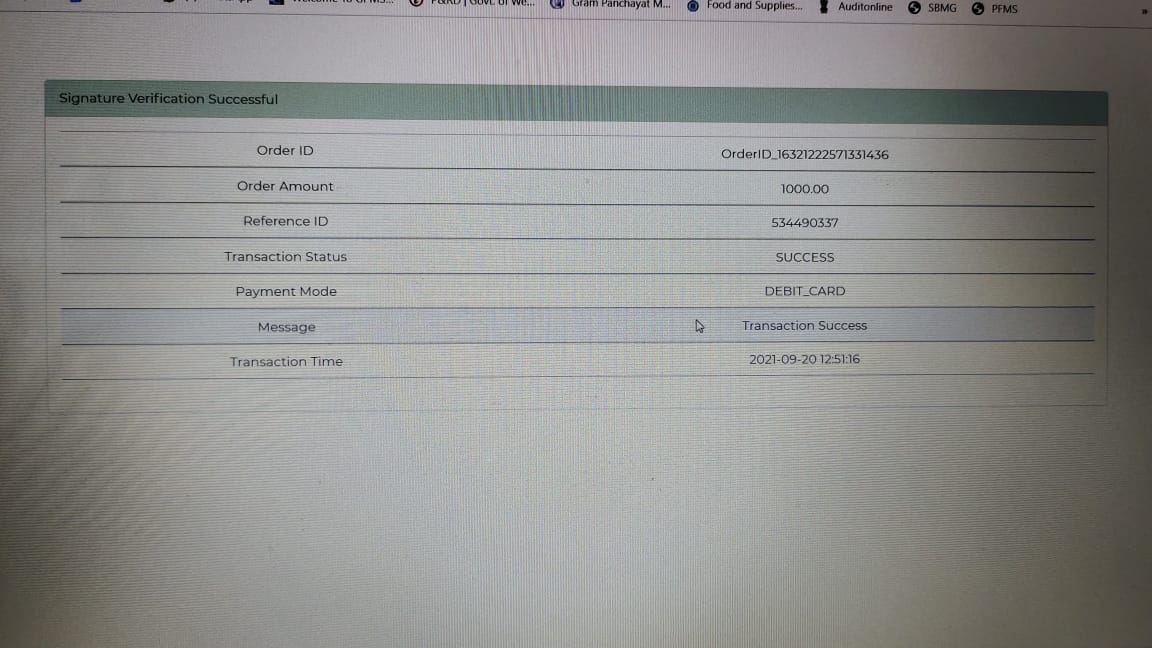 P&RD | Govt. of We... Gram Panchayat M... Food and Supplies... Auditonline SBMG PFMS
Signature Verification Successful
Order ID OrderID_16321222571331436
Order Amount 1000.00
Reference ID 534490337
Transaction Status SUCCESS
Payment Mode DEBIT_CARD
Message Transaction Success
Transaction Time 2021-09-20 12:51:16